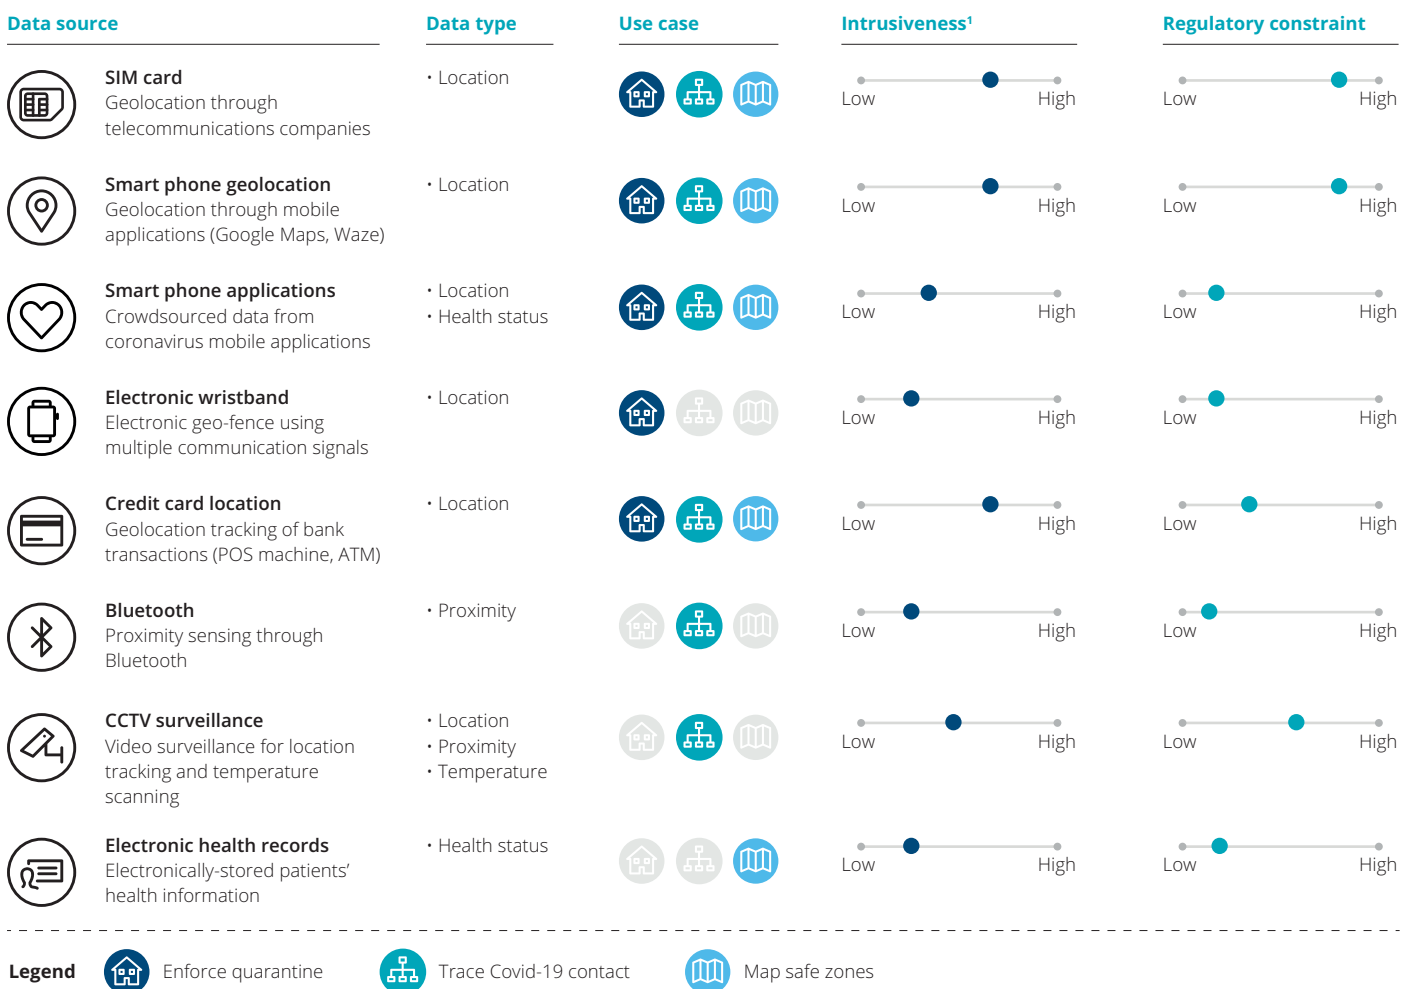 Data source Data type Use case Intrusiveness¹ Regulatory constraint
SIM card
Geolocation through
telecommunications companies
• Location
Low High
Low High
Smart phone geolocation
Geolocation through mobile
applications (Google Maps, Waze)
• Location
Low High
Low High
Smart phone applications
Crowdsourced data from
coronavirus mobile applications
• Location
• Health status
Low High
Low High
Electronic wristband
Electronic geo-fence using
multiple communication signals
• Location
Low High
Low High
Credit card location
Geolocation tracking of bank
transactions (POS machine, ATM)
• Location
Low High
Low High
Bluetooth
Proximity sensing through
Bluetooth
• Proximity
Low High
Low High
CCTV surveillance
Video surveillance for location
tracking and temperature
scanning
• Location
• Proximity
• Temperature
Low High
Low High
Electronic health records
Electronically-stored patients’
health information
• Health status
Low High
Low High
Legend Enforce quarantine Trace Covid-19 contact Map safe zones